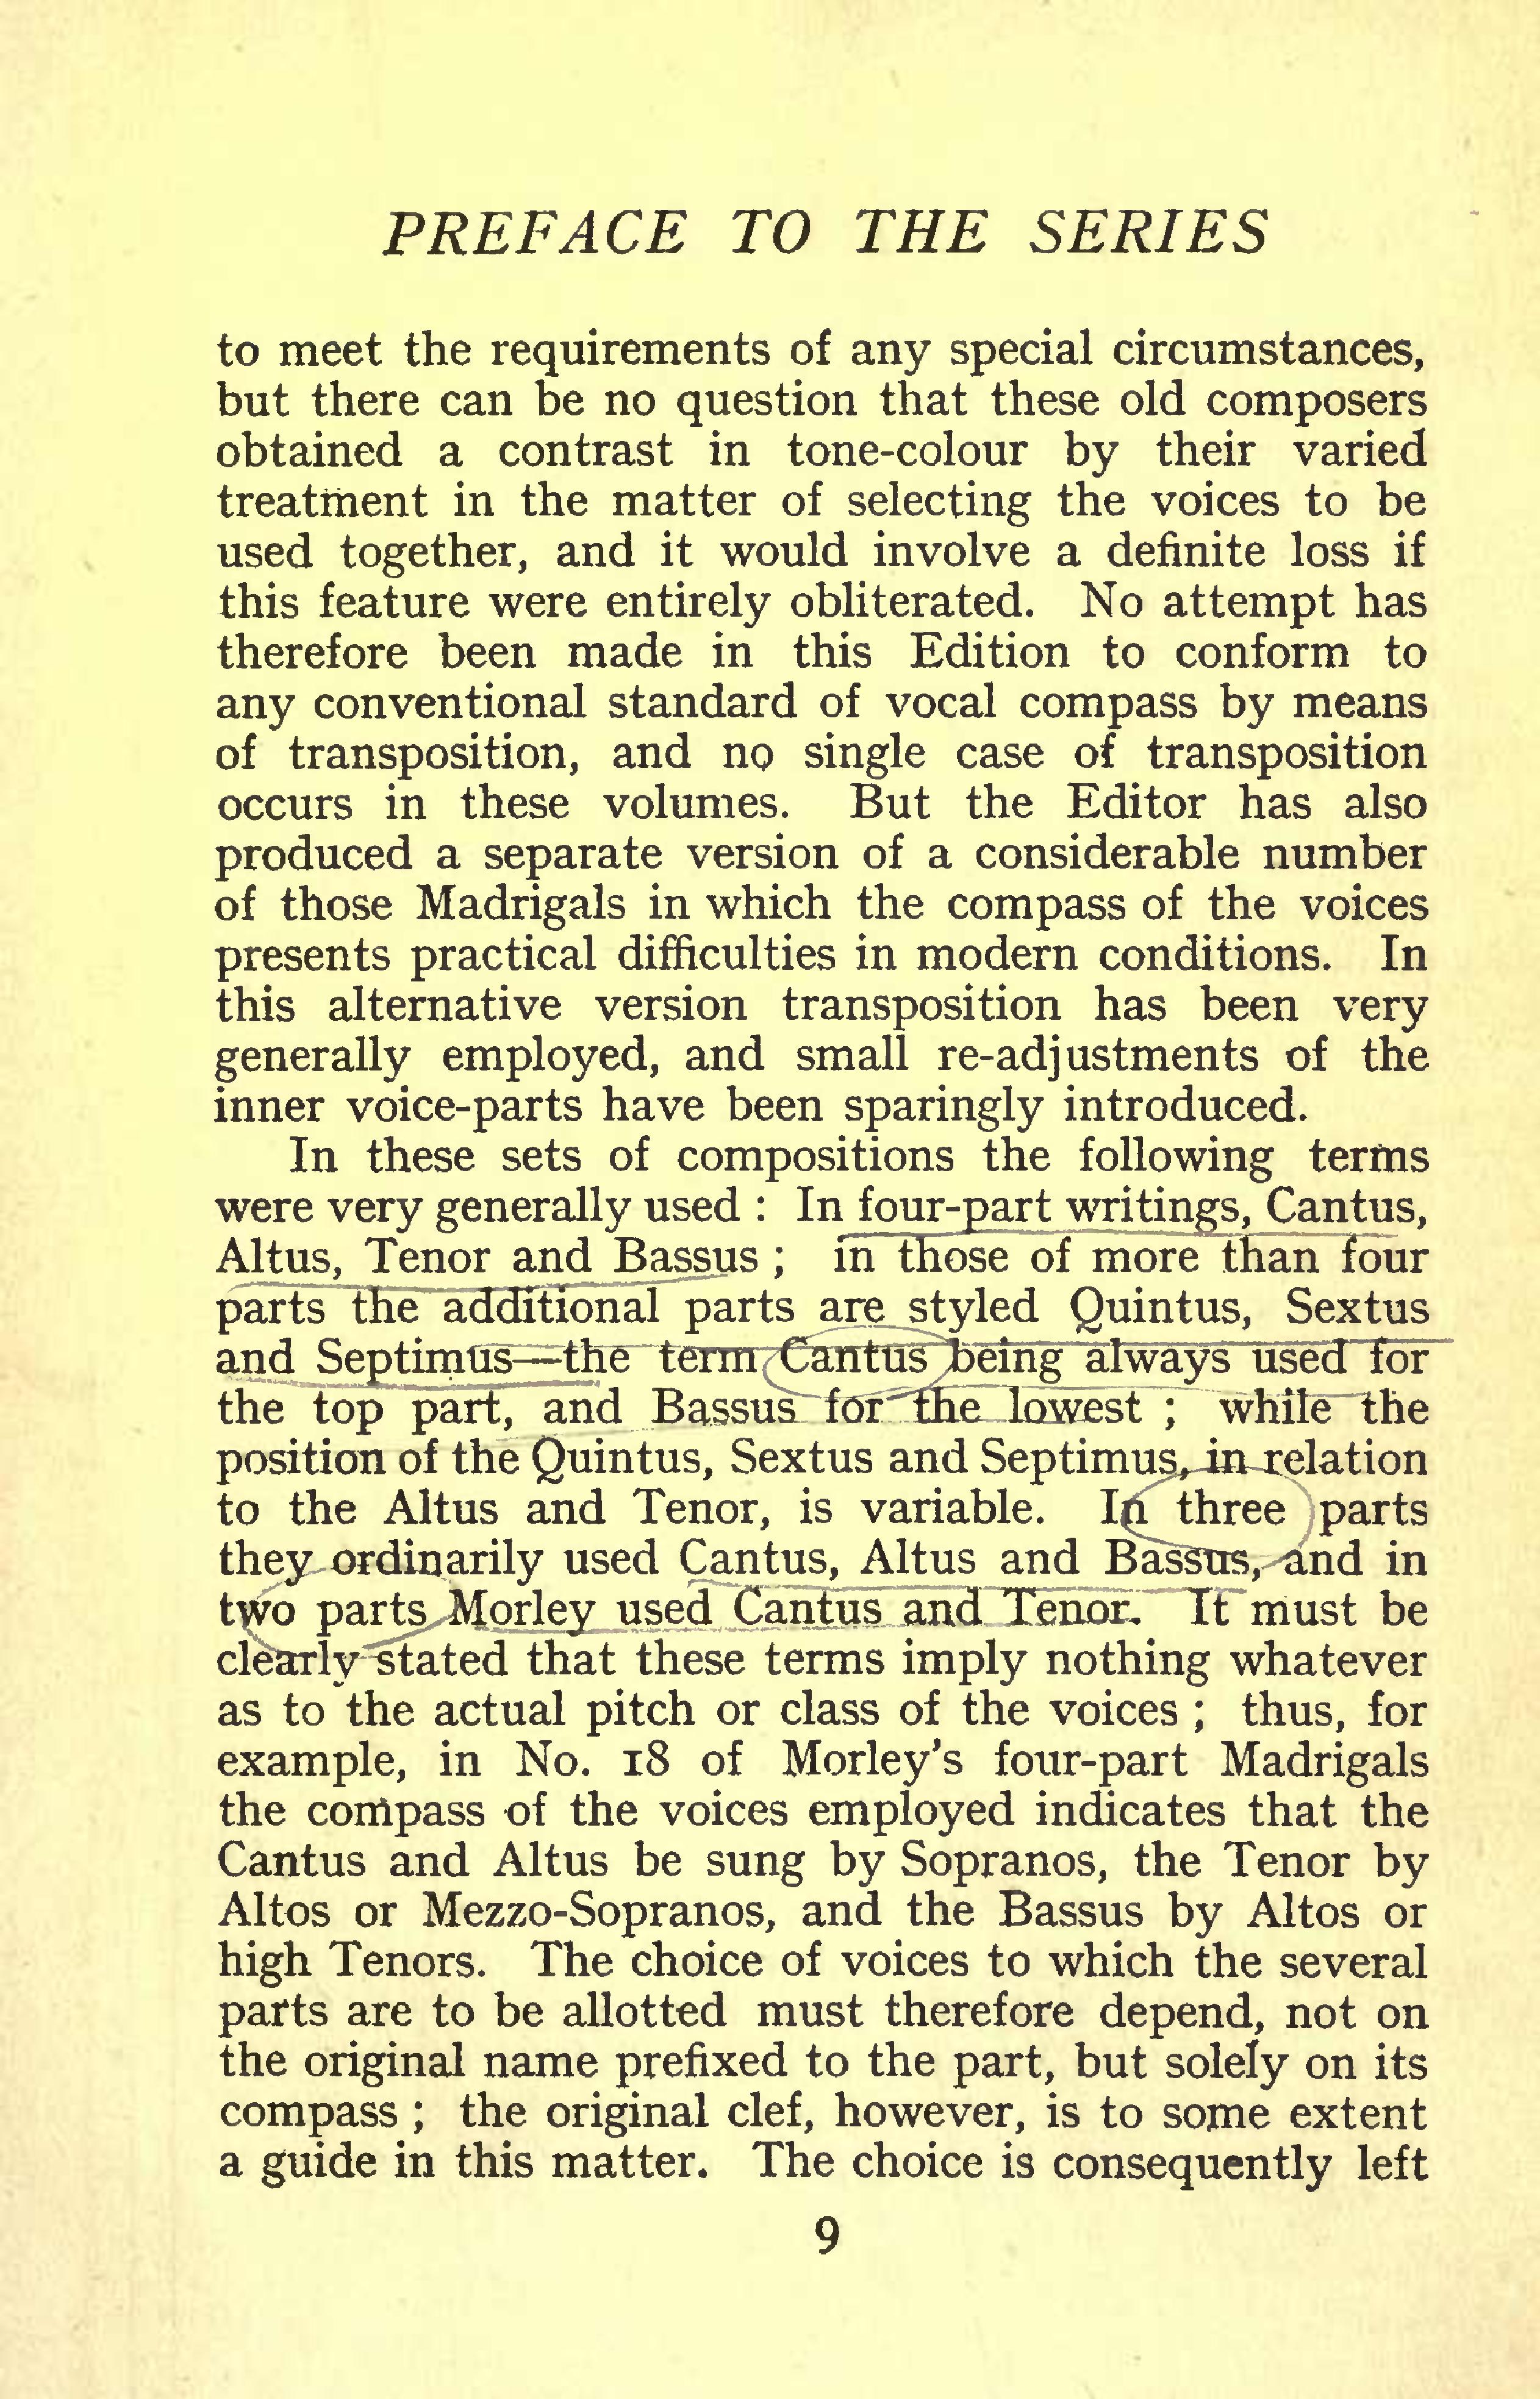 PREFACE TO THE SERIES
to meet the requirements of any special circumstances,
but there can be no question that these old composers
obtained a contrast in tone-colour by their varied
treatment in the matter of selecting the voices to be
used together, and it would involve a definite loss if
this feature were entirely obliterated. No attempt has
therefore been made in this Edition to conform to
any conventional standard of vocal compass by means
of transposition, and no single case of transposition
occurs in these volumes. But the Editor has also
produced a separate version of a considerable number
of those Madrigals in which the compass of the voices
presents practical difficulties in modern conditions. In
this alternative version transposition has been very
generally employed, and small re-adjustments of the
inner voice-parts have been sparingly introduced.
In these sets of compositions the following terms
were very generally used : In four-part writings, Cantus,
Altus, Tenor and Bassus ; in those of more than four
parts the additional parts are styled Quintus, Sextus
and Septimus—the term Cantus being always used for
the top part, and Bassus for the lowest ; while the
position of the Quintus, Sextus and Septimus, in relation
to the Altus and Tenor, is variable. In three parts
they ordinarily used Cantus, Altus and Bassus, and in
two parts Morley used Cantus and Tenor. It must be
clearly stated that these terms imply nothing whatever
as to the actual pitch or class of the voices ; thus, for
example, in No. 18 of Morley's four-part Madrigals
the compass of the voices employed indicates that the
Cantus and Altus be sung by Sopranos, the Tenor by
Altos or Mezzo-Sopranos, and the Bassus by Altos or
high Tenors. The choice of voices to which the several
parts are to be allotted must therefore depend, not on
the original name prefixed to the part, but solely on its
compass ; the original clef, however, is to some extent
a guide in this matter. The choice is consequently left
9